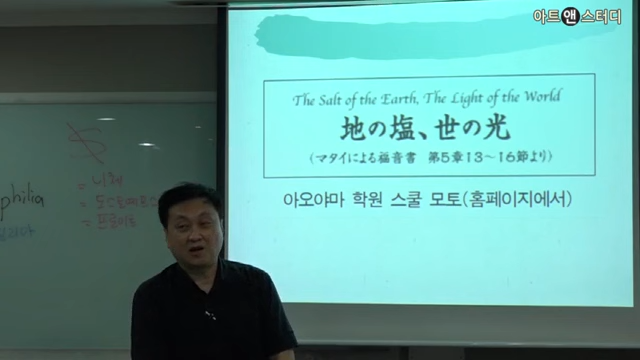 아트앤스터디
The Salt of the Earth, The Light of the World
地の塩、世の光
(マタイによる福音書 第5章13~16節より)
아오야마 학원 스쿨 모토(홈페이지에서)
philia
= 니체